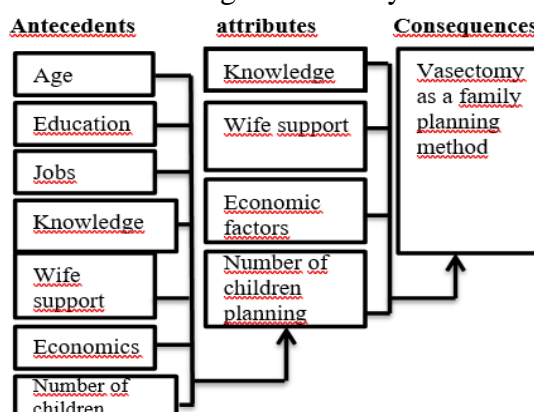 Antecedents
Age
Education
Jobs
Knowledge
Wife
support
Economics
Number of
children
attributes
Knowledge
Wife support
Economic
factors
Number of
children
planning
Consequences
Vasectomy
as a family
planning
method